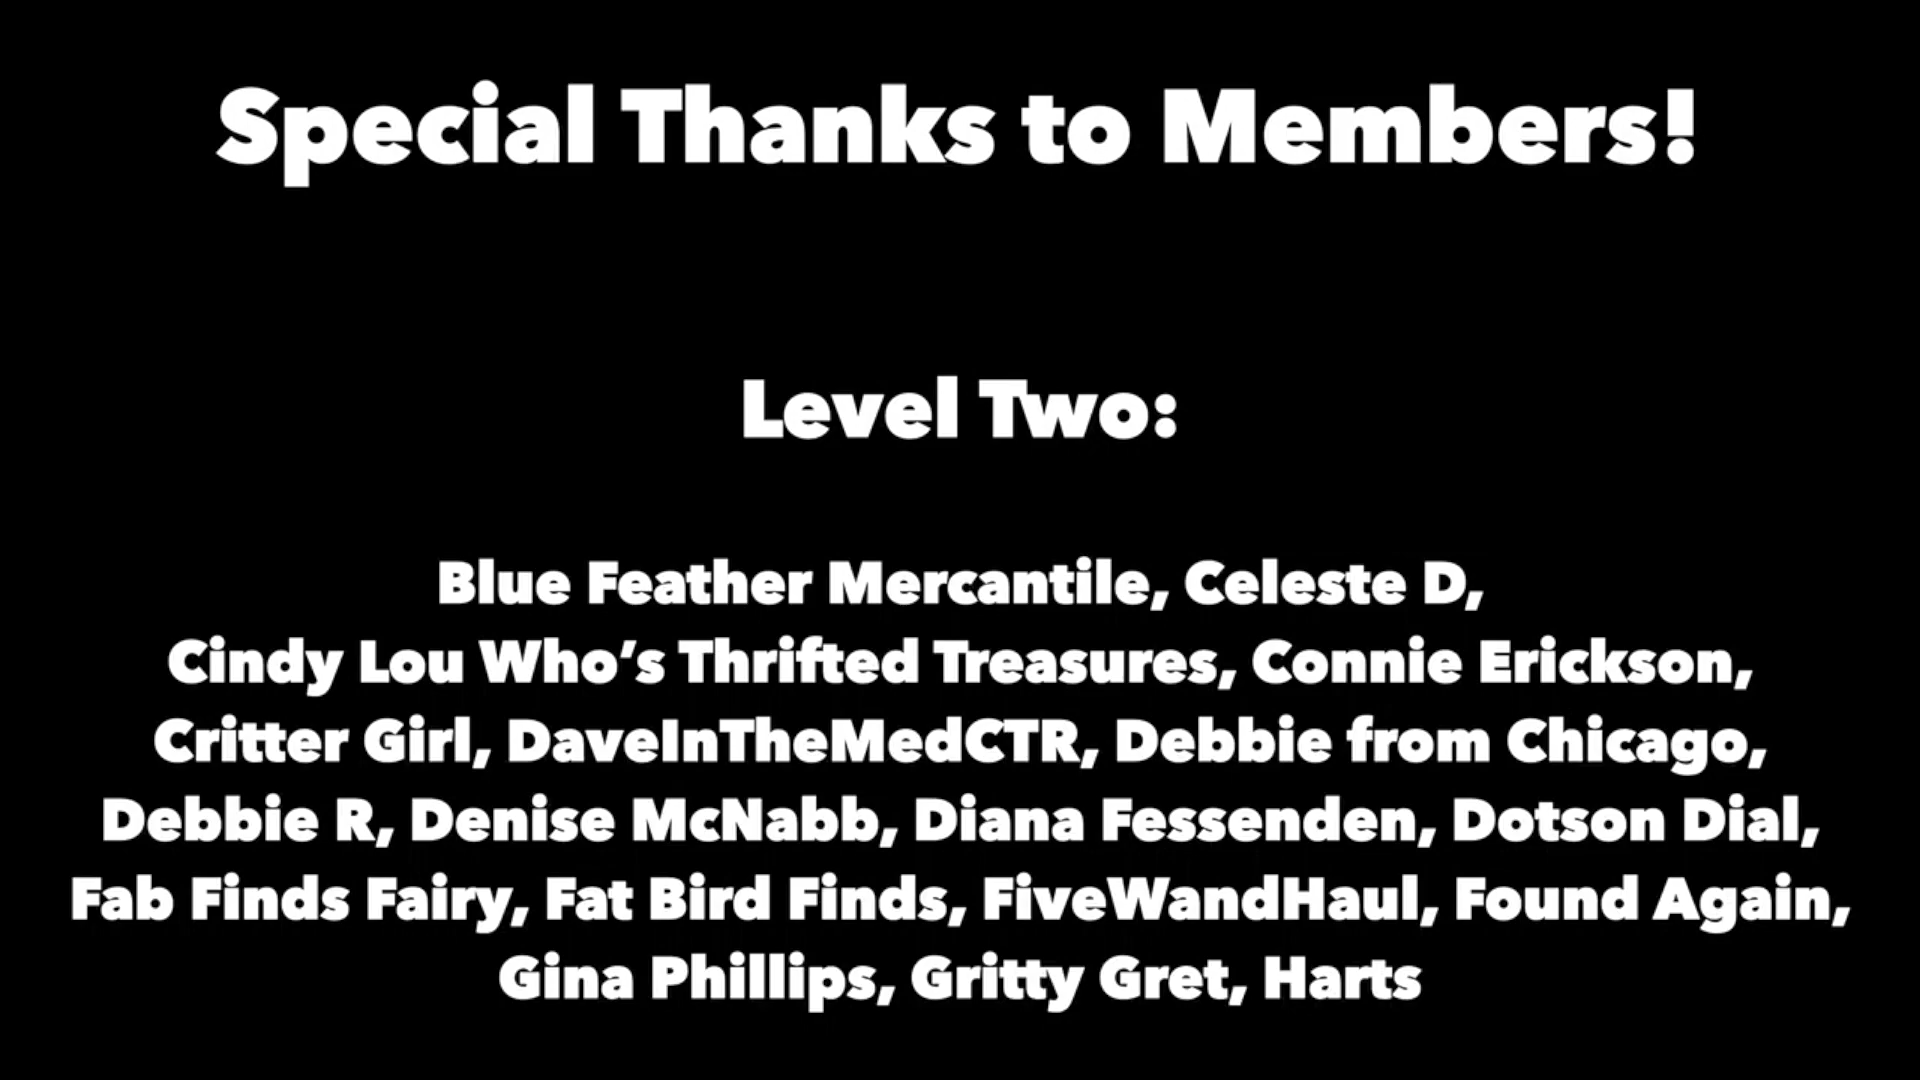 Special Thanks to Members!
Level Two:
Blue Feather Mercantile, Celeste D,
Cindy Lou Who’s Thrifted Treasures, Connie Erickson,
Critter Girl, DaveInTheMedCTR, Debbie from Chicago,
Debbie R, Denise McNabb, Diana Fessenden, Dotson Dial,
Fab Finds Fairy, Fat Bird Finds, FiveWandHaul, Found Again,
Gina Phillips, Gritty Gret, Harts